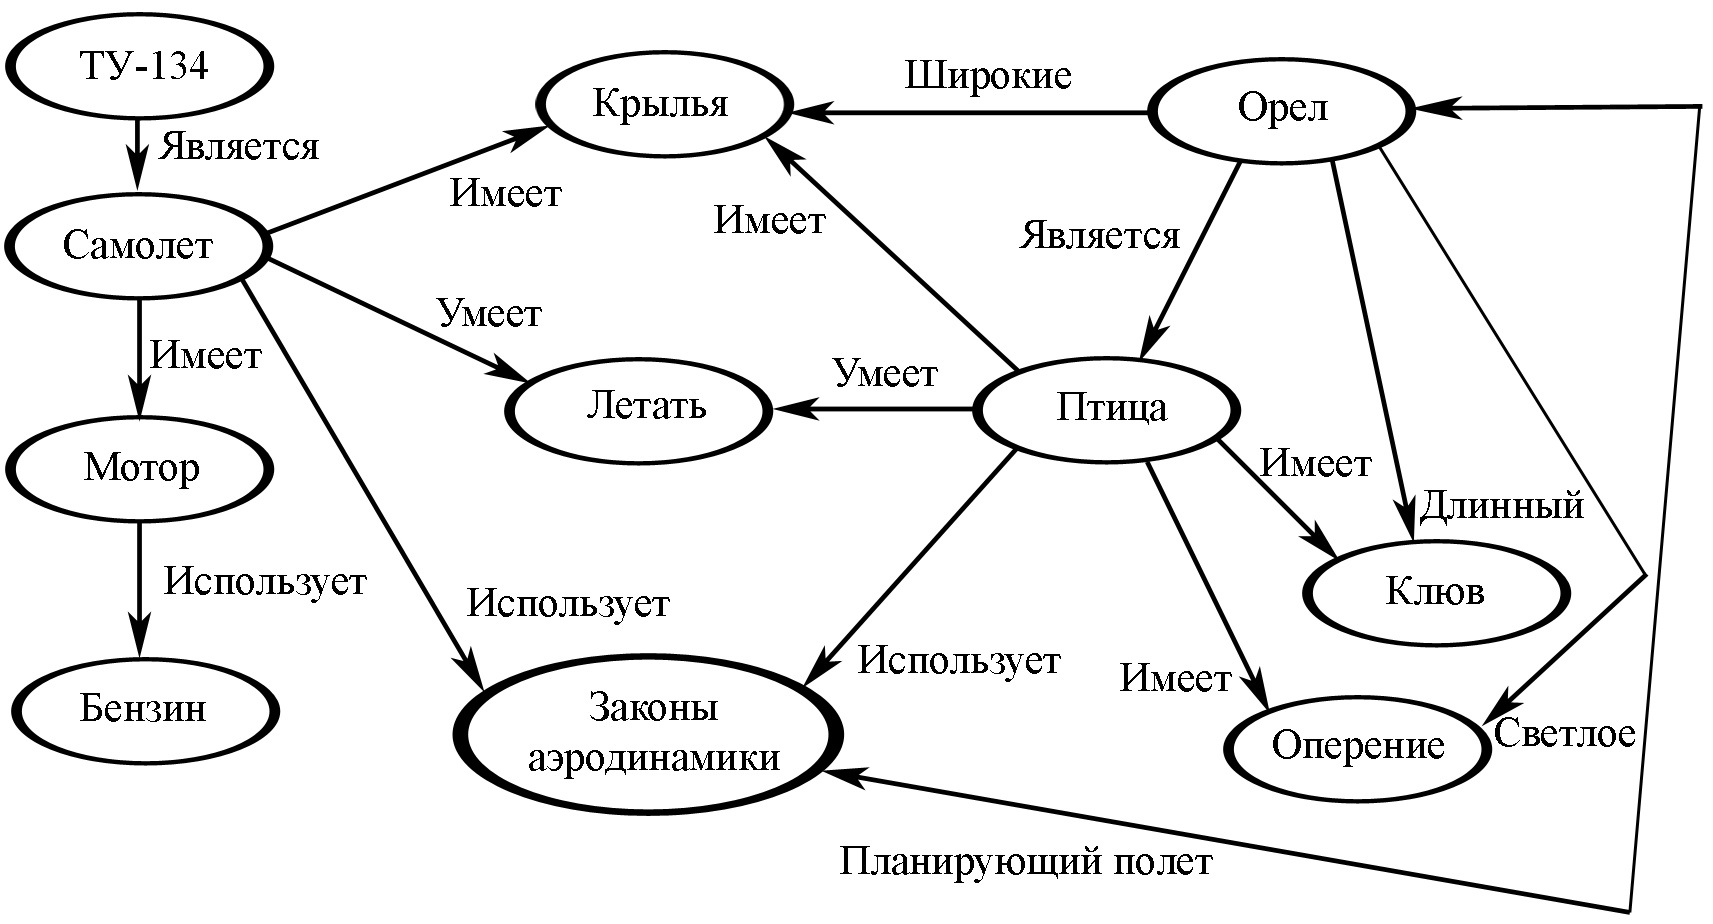 ТУ-134
Является
Самолет
Имеет
Мотор
Использует
Бензин
Крылья
Имеет
Умеет
Летать
Использует
Законы
аэродинамики
Широкие
Орел
Имеет
Является
Умеет
Птица
Имеет
Длинный
Клюв
Использует
Имеет
Оперение
Светлое
Планирующий полет